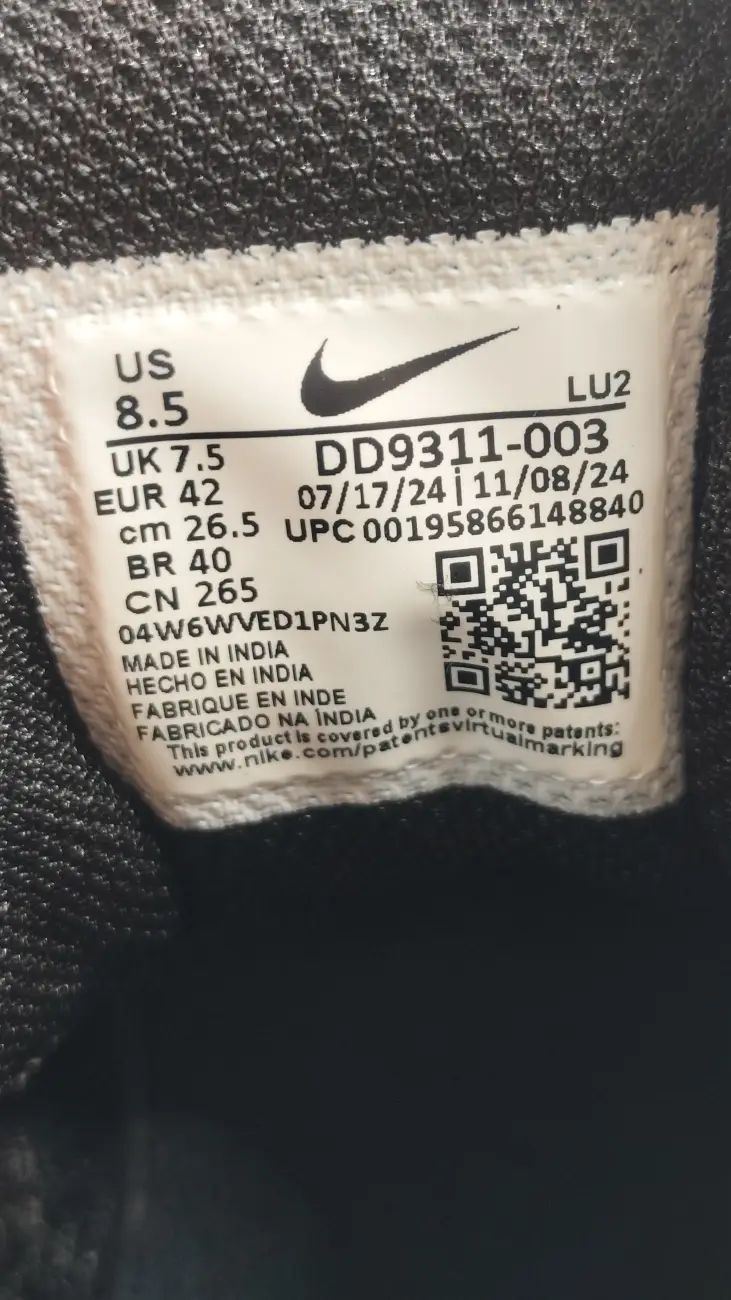 US
8.5
LU2
UK 7.5
DD9311-003
EUR 42
07/17/24 | 11/08/24
cm 26.5
UPC 00195866148840
BR 40
CN 265
04W6WVED1PN3Z
MADE IN INDIA
HECHO EN INDIA
FABRIQUE EN INDE
FABRICADO NA ÍNDIA
This product is covered by one or more patents:
www.nike.com/patentsvirtualmarking